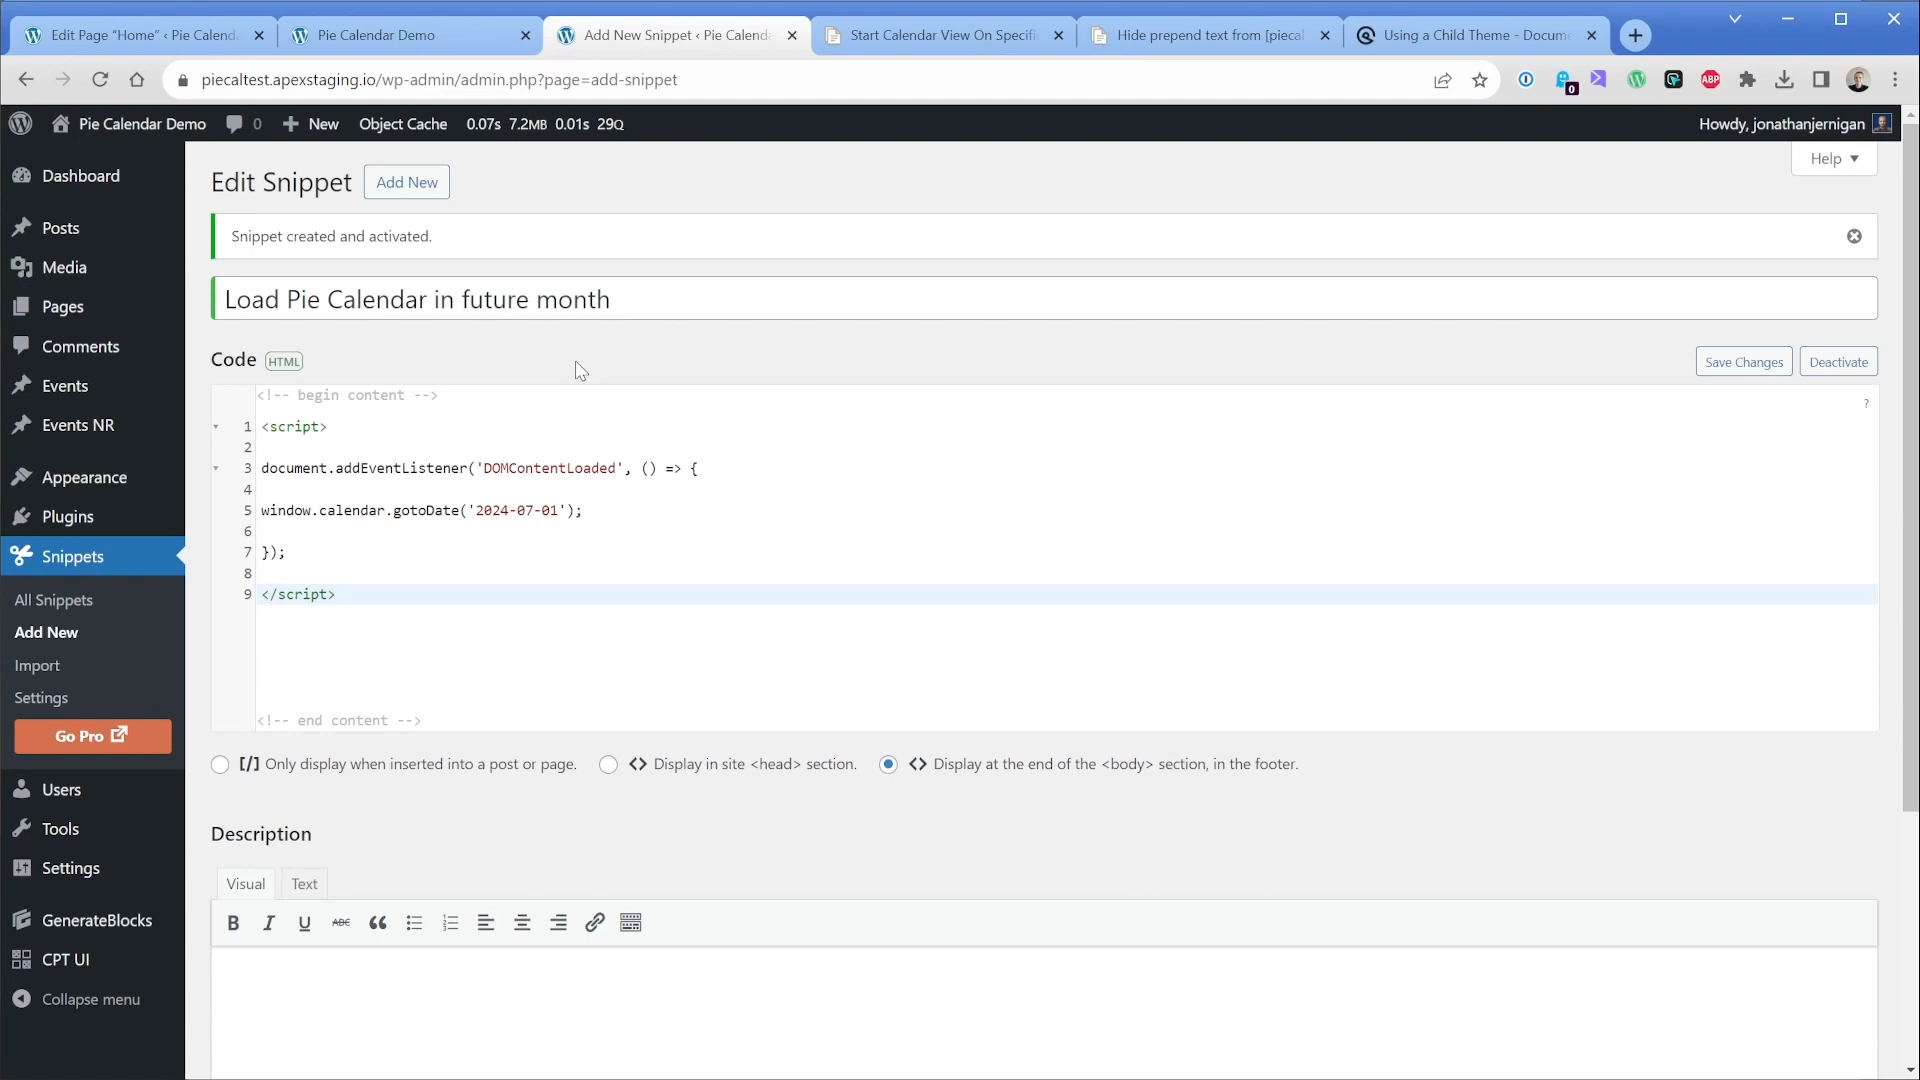 Edit Page “Home” ‹ Pie Calenda
Pie Calendar Demo
Add New Snippet ‹ Pie Calenda
Start Calendar View On Specifi
Hide prepend text from [piecal
Using a Child Theme - Docum
piecaltest.apexstaging.io/wp-admin/admin.php?page=add-snippet
0
ABP
Pie Calendar Demo
0
New
Object Cache
0.07s 7.2MB 0.01s 29Q
Howdy, jonathanjernigan
Help
Dashboard
Posts
Media
Pages
Comments
Events
Events NR
Appearance
Plugins
Snippets
All Snippets
Add New
Import
Settings
Go Pro
Users
Tools
Settings
GenerateBlocks
CPT UI
Collapse menu
Edit Snippet
Add New
Snippet created and activated.
Load Pie Calendar in future month
Code HTML
Save Changes
Deactivate
<!-- begin content -->
?
1 <script>
2
3 document.addEventListener('DOMContentLoaded', () => {
4
5 window.calendar.gotoDate('2024-07-01');
6
7 });
8
9 </script>
<!-- end content -->
[/] Only display when inserted into a post or page.
<> Display in site <head> section.
<> Display at the end of the <body> section, in the footer.
Description
Visual
Text
B I U ABC